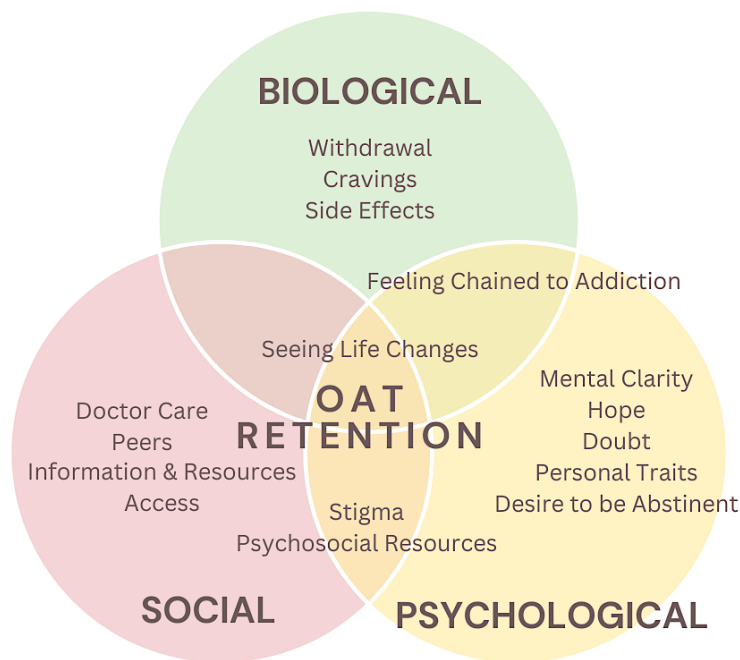 BIOLOGICAL
Withdrawal
Cravings
Side Effects
Feeling Chained to Addiction
Seeing Life Changes
OAT
RETENTION
Doctor Care
Peers
Information & Resources
Access
Mental Clarity
Hope
Doubt
Personal Traits
Desire to be Abstinent
Stigma
Psychosocial Resources
SOCIAL
PSYCHOLOGICAL